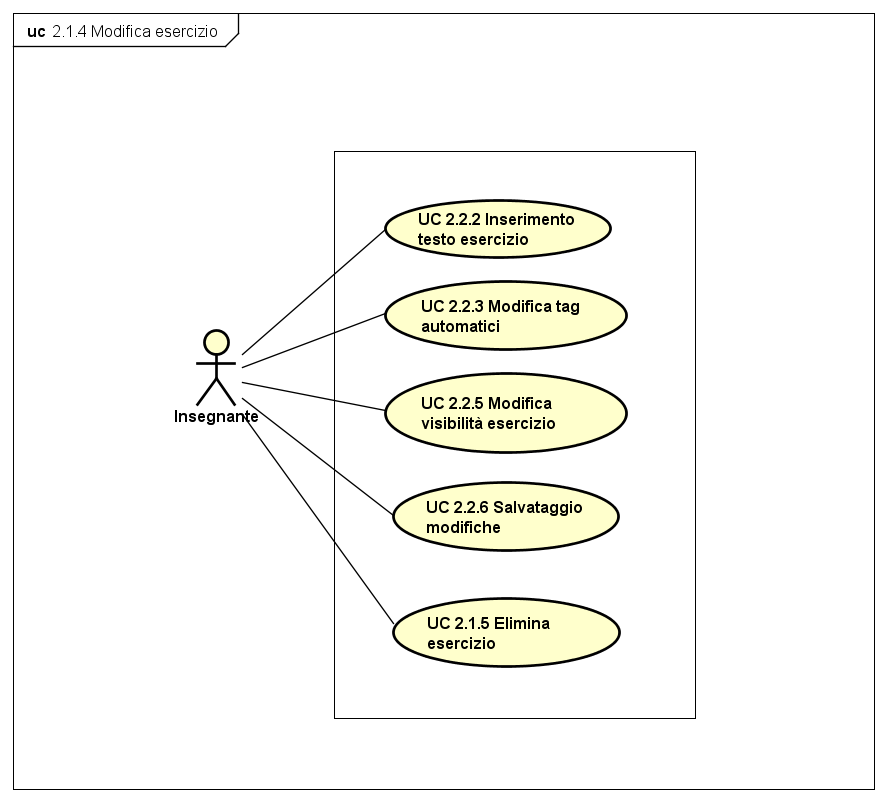 uc 2.1.4 Modifica esercizio
UC 2.2.2 Inserimento
testo esercizio
UC 2.2.3 Modifica tag
automatici
Insegnante
UC 2.2.5 Modifica
visibilità esercizio
UC 2.2.6 Salvataggio
modifiche
UC 2.1.5 Elimina
esercizio